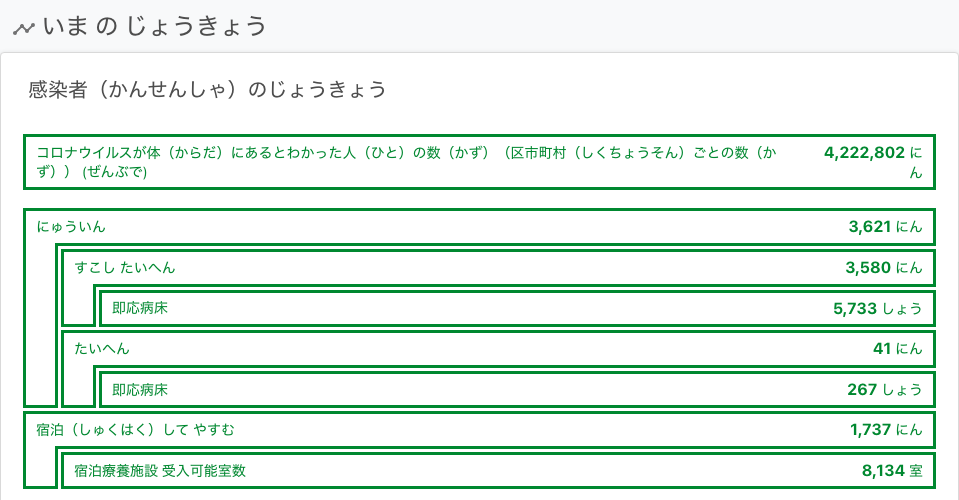 いま の じょうきょう
感染者（かんせんしゃ）のじょうきょう
コロナウイルスが体（からだ）にあるとわかった人（ひと）の数（かず）（区市町村（しくちょうそん）ごとの数（か
ず）） (ぜんぶで)
4,222,802 に
ん
にゅういん 3,621 にん
すこし たいへん 3,580 にん
即応病床 5,733 しょう
たいへん 41 にん
即応病床 267 しょう
宿泊（しゅくはく）して やすむ 1,737 にん
宿泊療養施設 受入可能室数 8,134 室